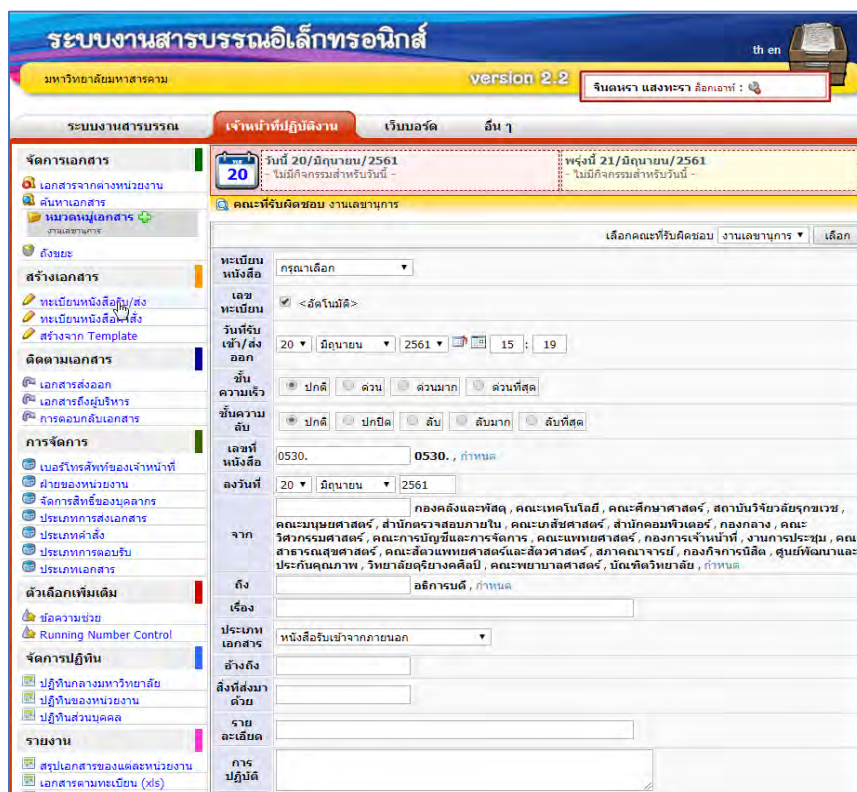 ระบบงานสารบรรณอิเล็กทรอนิกส์
th en
มหาวิทยาลัยมหาสารคาม
version 2.2
จินตหรา แสงทะรา ล็อกเอาท์ :
ระบบงานสารบรรณ เจ้าหน้าที่ปฏิบัติงาน เว็บบอร์ด อื่น ๆ
จัดการเอกสาร
เอกสารจากต่างหน่วยงาน
ค้นหาเอกสาร
หมวดหมู่เอกสาร
งานเลขานุการ
ถังขยะ
สร้างเอกสาร
ทะเบียนหนังสือรับ/ส่ง
ทะเบียนหนังสือคำสั่ง
สร้างจาก Template
ติดตามเอกสาร
เอกสารส่งออก
เอกสารถึงผู้บริหาร
การตอบกลับเอกสาร
การจัดการ
เบอร์โทรศัพท์ของเจ้าหน้าที่
ฝ่ายของหน่วยงาน
จัดการสิทธิ์ของบุคลากร
ประเภทการส่งเอกสาร
ประเภทคำสั่ง
ประเภทการตอบรับ
ประเภทเอกสาร
ตัวเลือกเพิ่มเติม
ข้อความช่วย
Running Number Control
จัดการปฏิทิน
ปฏิทินกลางมหาวิทยาลัย
ปฏิทินของหน่วยงาน
ปฏิทินส่วนบุคคล
รายงาน
สรุปเอกสารของแต่ละหน่วยงาน
เอกสารตามทะเบียน (xls)
20
วันนี้ 20/มิถุนายน/2561
- ไม่มีกิจกรรมสำหรับวันนี้ -
พรุ่งนี้ 21/มิถุนายน/2561
- ไม่มีกิจกรรมสำหรับวันนี้ -
คณะที่รับผิดชอบ งานเลขานุการ
เลือกคณะที่รับผิดชอบ งานเลขานุการ เลือก
ทะเบียน
หนังสือ
กรุณาเลือก
เลข
ทะเบียน
<อัตโนมัติ>
วันที่รับ
เข้า/ส่ง
ออก
20 มิถุนายน 2561 15 : 19
ชั้น
ความเร็ว
ปกติ ด่วน ด่วนมาก ด่วนที่สุด
ชั้นความ
ลับ
ปกติ ปกปิด ลับ ลับมาก ลับที่สุด
เลขที่
หนังสือ
0530. 0530. , กำหนด
ลงวันที่
20 มิถุนายน 2561
จาก
กองคลังและพัสดุ , คณะเทคโนโลยี , คณะศึกษาศาสตร์ , สถาบันวิจัยวลัยรุกขเวช ,
คณะมนุษยศาสตร์ , สำนักตรวจสอบภายใน , คณะเภสัชศาสตร์ , สำนักคอมพิวเตอร์ , กองกลาง , คณะ
วิศวกรรมศาสตร์ , คณะการบัญชีและการจัดการ , คณะแพทยศาสตร์ , กองการเจ้าหน้าที่ , งานการประชุม , คณะ
สาธารณสุขศาสตร์ , คณะสัตวแพทยศาสตร์และสัตวศาสตร์ , สภาคณาจารย์ , กองกิจการนิสิต , ศูนย์พัฒนาและ
ประกันคุณภาพ , วิทยาลัยดุริยางคศิลป์ , คณะพยาบาลศาสตร์ , บัณฑิตวิทยาลัย , กำหนด
ถึง
อธิการบดี , กำหนด
เรื่อง
ประเภท
เอกสาร
หนังสือรับเข้าจากภายนอก
อ้างถึง
สิ่งที่ส่งมา
ด้วย
ราย
ละเอียด
การ
ปฏิบัติ